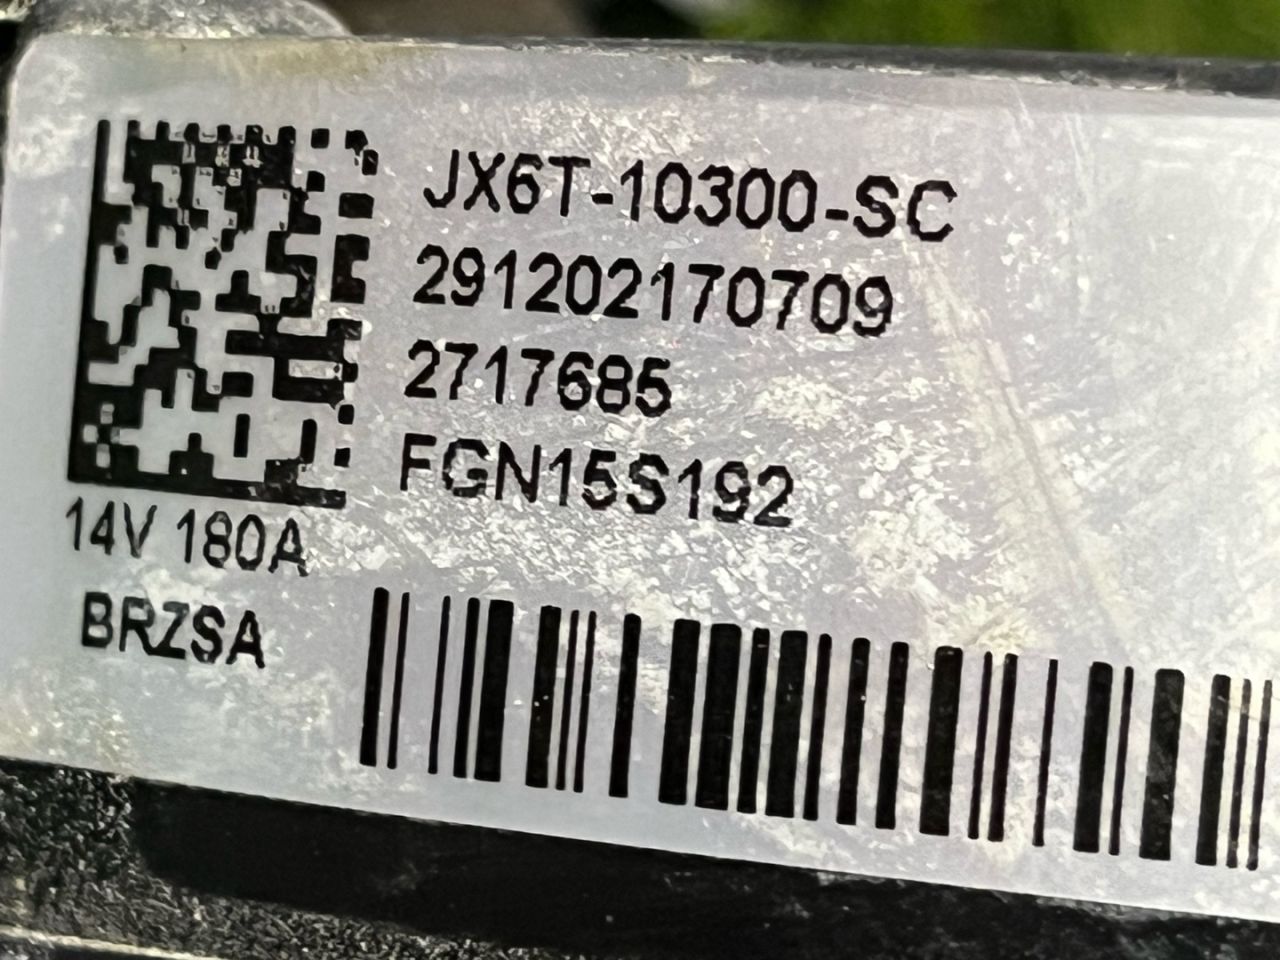 JX6T-10300-SC
291202170709
2717685
FGN15S192
14V 180A
BRZSA